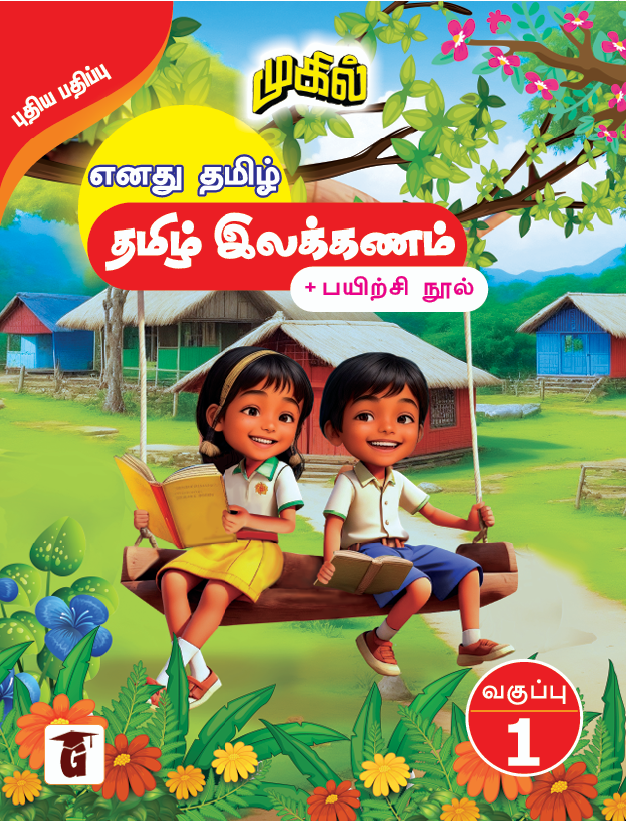 புதிய பதிப்பு
முகில்
எனது தமிழ்
தமிழ் இலக்கணம்
+ பயிற்சி நூல்
வகுப்பு
1
G